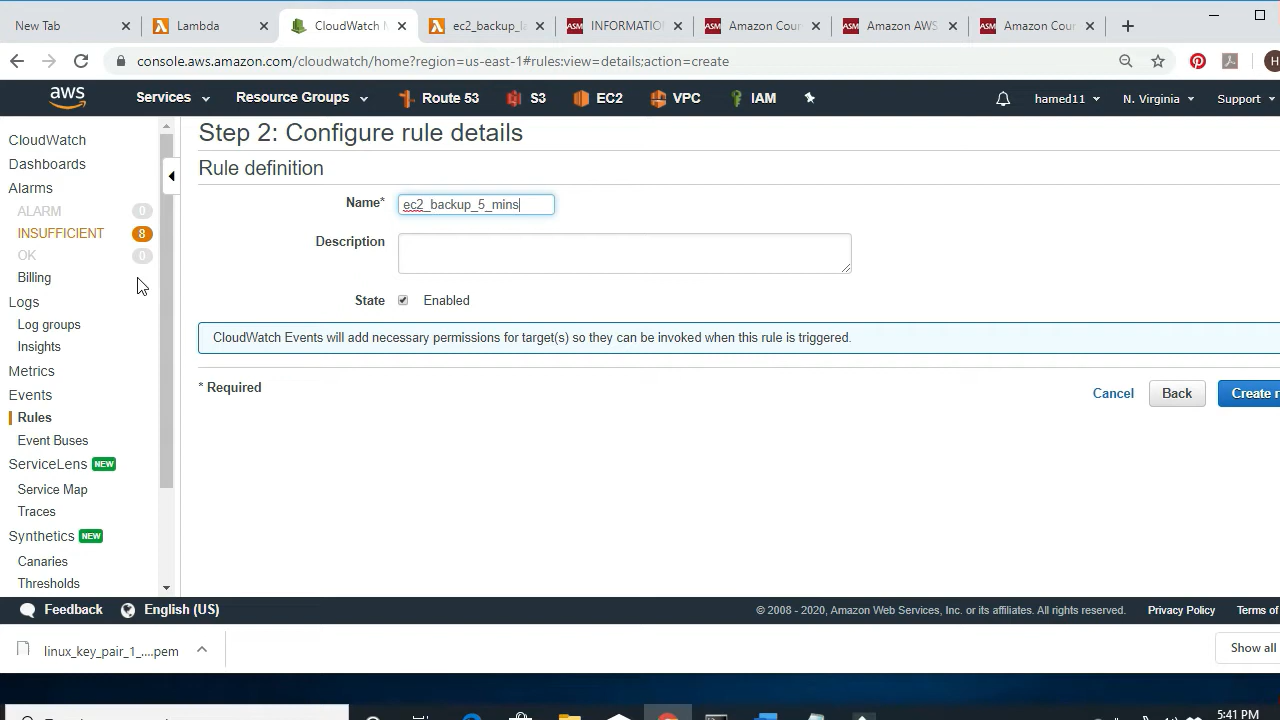 New Tab
Lambda
CloudWatch M
ec2_backup_la
INFORMATION
Amazon Cour
Amazon AWS
Amazon Cour
console.aws.amazon.com/cloudwatch/home?region=us-east-1#rules:view=details;action=create
aws Services Resource Groups Route 53 S3 EC2 VPC IAM hamed11 N. Virginia Support
CloudWatch
Dashboards
Alarms
ALARM 0
INSUFFICIENT 8
OK 0
Billing
Logs
Log groups
Insights
Metrics
Events
Rules
Event Buses
ServiceLens NEW
Service Map
Traces
Synthetics NEW
Canaries
Thresholds
Step 2: Configure rule details
Rule definition
Name* ec2_backup_5_mins
Description
State Enabled
CloudWatch Events will add necessary permissions for target(s) so they can be invoked when this rule is triggered.
* Required
Cancel Back Create r
Feedback English (US) © 2008 - 2020, Amazon Web Services, Inc. or its affiliates. All rights reserved. Privacy Policy Terms of
linux_key_pair_1_....pem Show all
5:41 PM